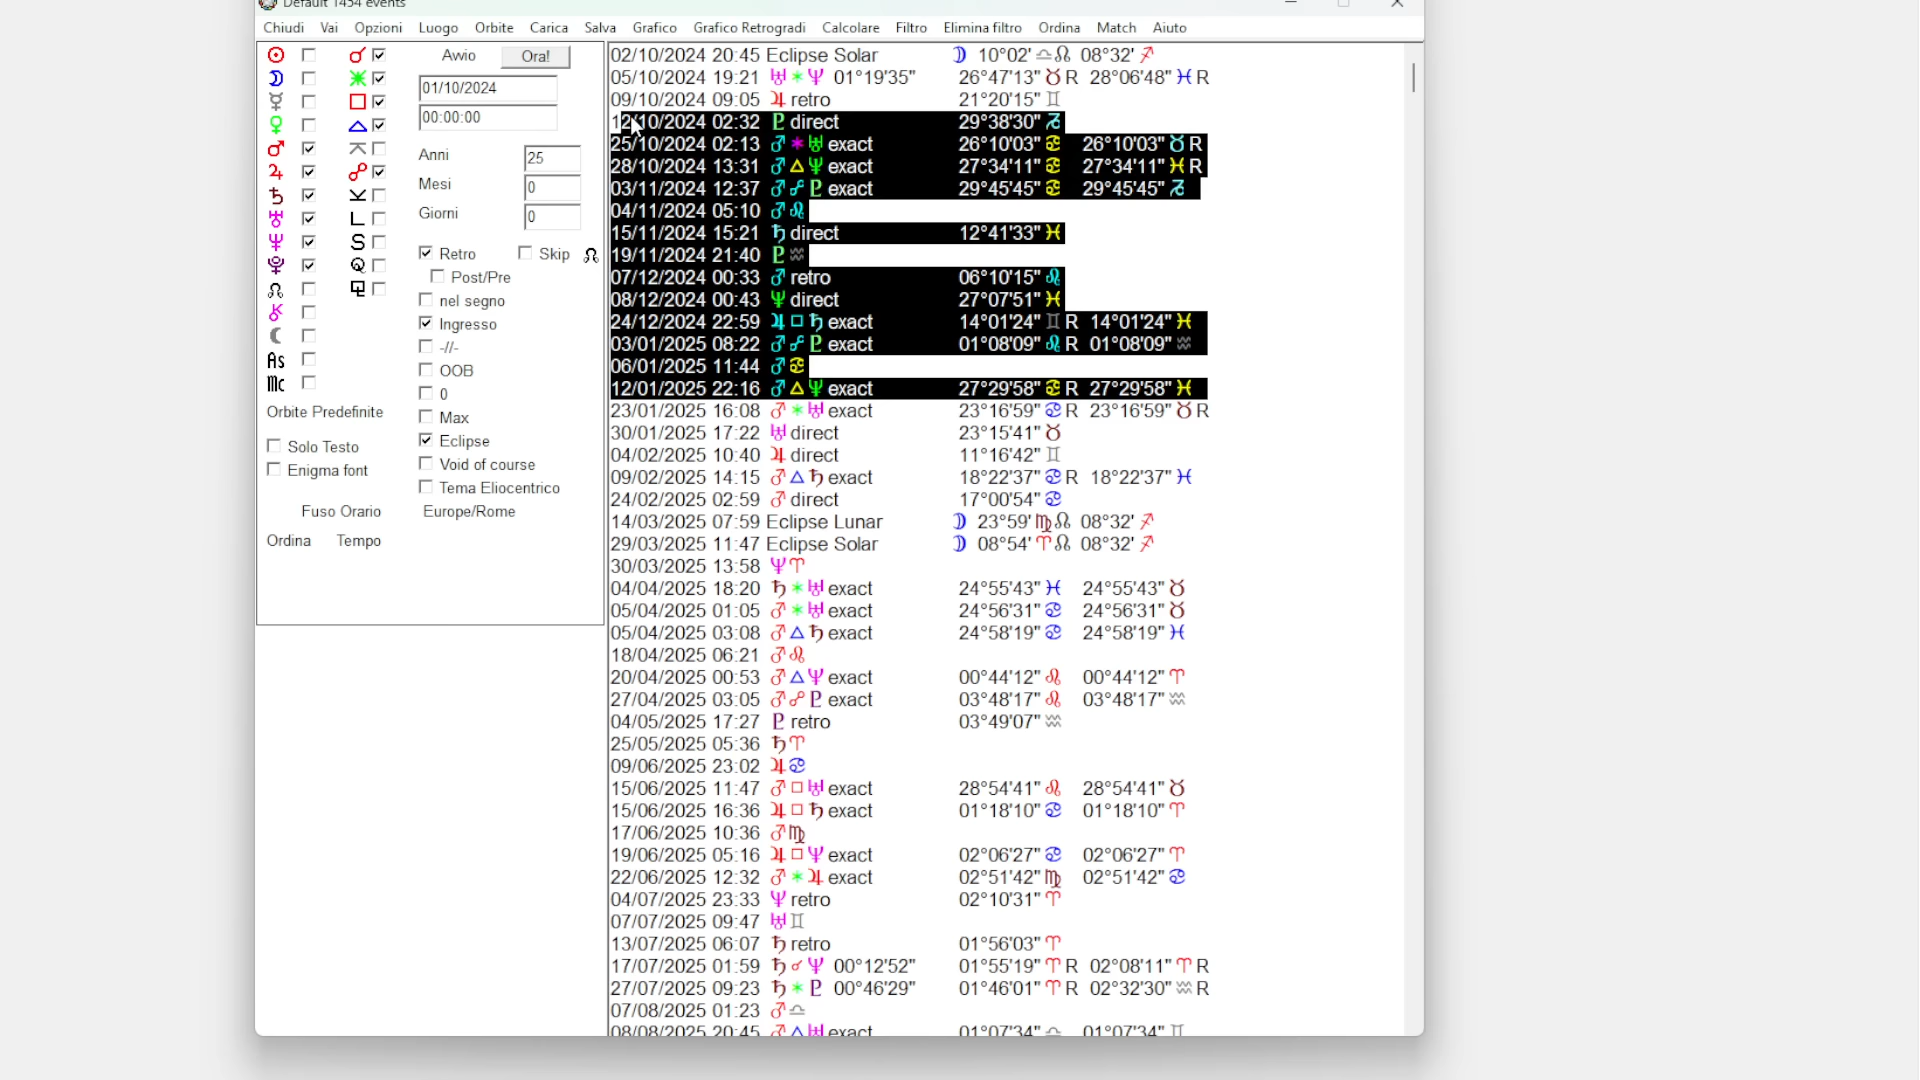 Default 1454 events
Chiudi Vai Opzioni Luogo Orbite Carica Salva Grafico Grafico Retrogradi Calcolare Filtro Elimina filtro Ordina Match Aiuto
Awio Ora!
01/10/2024
00:00:00
Anni 25
Mesi 0
Giorni 0
Retro Skip ☊
Post/Pre
nel segno
Ingresso
-//-
OOB
0
Max
Eclipse
Void of course
Tema Eliocentrico
As
Mc
Orbite Predefinite
Solo Testo
Enigma font
Fuso Orario Europe/Rome
Ordina Tempo
02/10/2024 20:45 Eclipse Solar ☽ 10°02' ♎ ☊ 08°32' ♐
05/10/2024 19:21 ♅ ⚹ ♆ 01°19'35" 26°47'13" ♉ R 28°06'48" ♓ R
09/10/2024 09:05 ♃ retro 21°20'15" ♊
12/10/2024 02:32 ♇ direct 29°38'30" ♑
25/10/2024 02:13 ♂ ⚹ ♅ exact 26°10'03" ♋ 26°10'03" ♉ R
28/10/2024 13:31 ♂ △ ♆ exact 27°34'11" ♋ 27°34'11" ♓ R
03/11/2024 12:37 ♂ ☍ ♇ exact 29°45'45" ♋ 29°45'45" ♑
04/11/2024 05:10 ♂ ♌
15/11/2024 15:21 ♄ direct 12°41'33" ♓
19/11/2024 21:40 ♇ ♒
07/12/2024 00:33 ♂ retro 06°10'15" ♌
08/12/2024 00:43 ♆ direct 27°07'51" ♓
24/12/2024 22:59 ♃ □ ♄ exact 14°01'24" ♊ R 14°01'24" ♓
03/01/2025 08:22 ♂ ☍ ♇ exact 01°08'09" ♌ R 01°08'09" ♒
06/01/2025 11:44 ♂ ♋
12/01/2025 22:16 ♂ △ ♆ exact 27°29'58" ♋ R 27°29'58" ♓
23/01/2025 16:08 ♂ ⚹ ♅ exact 23°16'59" ♋ R 23°16'59" ♉ R
30/01/2025 17:22 ♅ direct 23°15'41" ♉
04/02/2025 10:40 ♃ direct 11°16'42" ♊
09/02/2025 14:15 ♂ △ ♄ exact 18°22'37" ♋ R 18°22'37" ♓
24/02/2025 02:59 ♂ direct 17°00'54" ♋
14/03/2025 07:59 Eclipse Lunar ☽ 23°59' ♍ ☊ 08°32' ♐
29/03/2025 11:47 Eclipse Solar ☽ 08°54' ♈ ☊ 08°32' ♐
30/03/2025 13:58 ♆ ♈
04/04/2025 18:20 ♄ ⚹ ♅ exact 24°55'43" ♓ 24°55'43" ♉
05/04/2025 01:05 ♂ ⚹ ♅ exact 24°56'31" ♋ 24°56'31" ♉
05/04/2025 03:08 ♂ △ ♄ exact 24°58'19" ♋ 24°58'19" ♓
18/04/2025 06:21 ♂ ♌
20/04/2025 00:53 ♂ △ ♆ exact 00°44'12" ♌ 00°44'12" ♈
27/04/2025 03:05 ♂ ☍ ♇ exact 03°48'17" ♌ 03°48'17" ♒
04/05/2025 17:27 ♇ retro 03°49'07" ♒
25/05/2025 05:36 ♄ ♈
09/06/2025 23:02 ♃ ♋
15/06/2025 11:47 ♂ □ ♅ exact 28°54'41" ♌ 28°54'41" ♉
15/06/2025 16:36 ♃ □ ♄ exact 01°18'10" ♋ 01°18'10" ♈
17/06/2025 10:36 ♂ ♍
19/06/2025 05:16 ♃ □ ♆ exact 02°06'27" ♋ 02°06'27" ♈
22/06/2025 12:32 ♂ ⚹ ♃ exact 02°51'42" ♍ 02°51'42" ♋
04/07/2025 23:33 ♆ retro 02°10'31" ♈
07/07/2025 09:47 ♅ ♊
13/07/2025 06:07 ♄ retro 01°56'03" ♈
17/07/2025 01:59 ♄ ☌ ♆ 00°12'52" 01°55'19" ♈ R 02°08'11" ♈ R
27/07/2025 09:23 ♄ ⚹ ♇ 00°46'29" 01°46'01" ♈ R 02°32'30" ♒ R
07/08/2025 01:23 ♂ ♎
08/08/2025 20:45 ♂ △ ♅ exact 01°07'34" ♎ 01°07'34" ♊